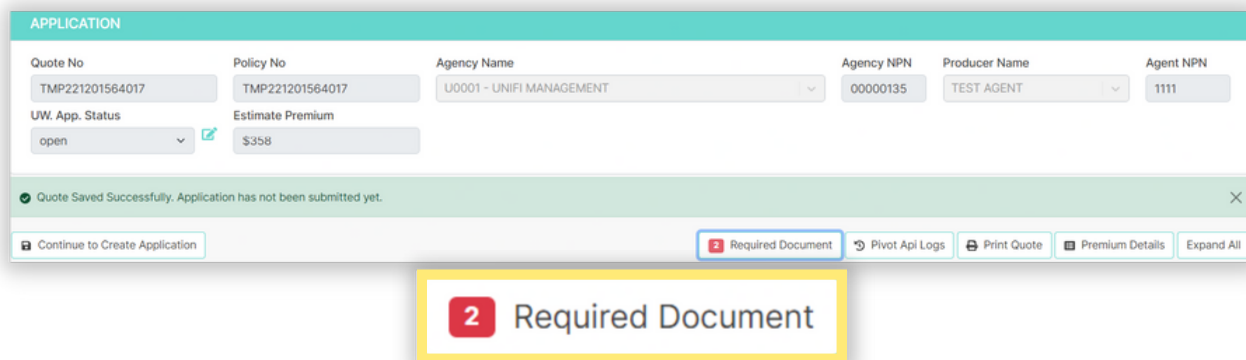 APPLICATION
Quote No Policy No Agency Name Agency NPN Producer Name Agent NPN
TMP221201564017 TMP221201564017 U0001 - UNIFI MANAGEMENT 00000135 TEST AGENT 1111
UW. App. Status Estimate Premium
open $358
Quote Saved Successfully. Application has not been submitted yet.
Continue to Create Application 2 Required Document Pivot Api Logs Print Quote Premium Details Expand All
2 Required Document